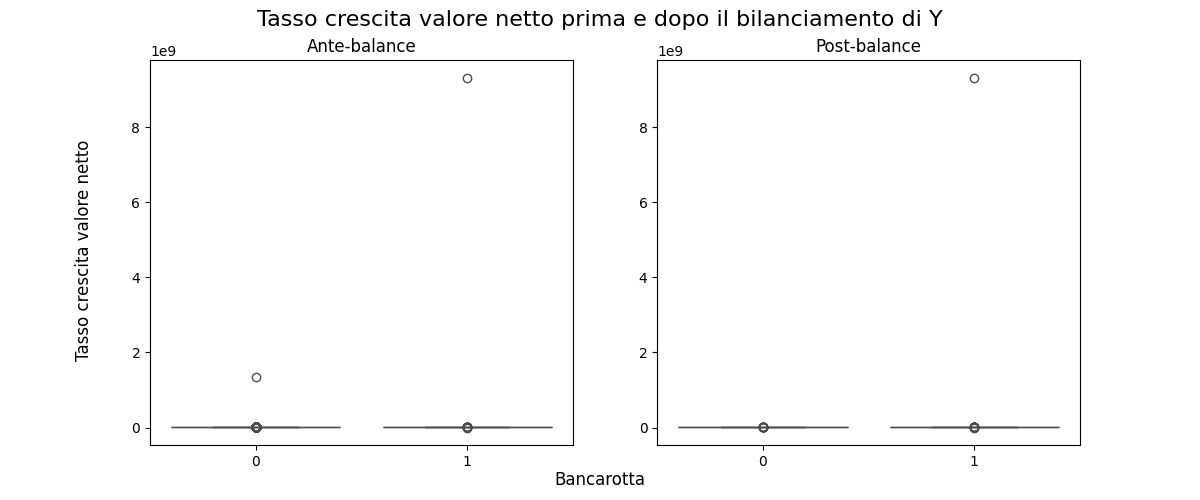 Tasso crescita valore netto prima e dopo il bilanciamento di Y
Ante-balance
Post-balance
1e9
1e9
Tasso crescita valore netto
8
6
4
2
0
8
6
4
2
0
0
1
0
1
Bancarotta